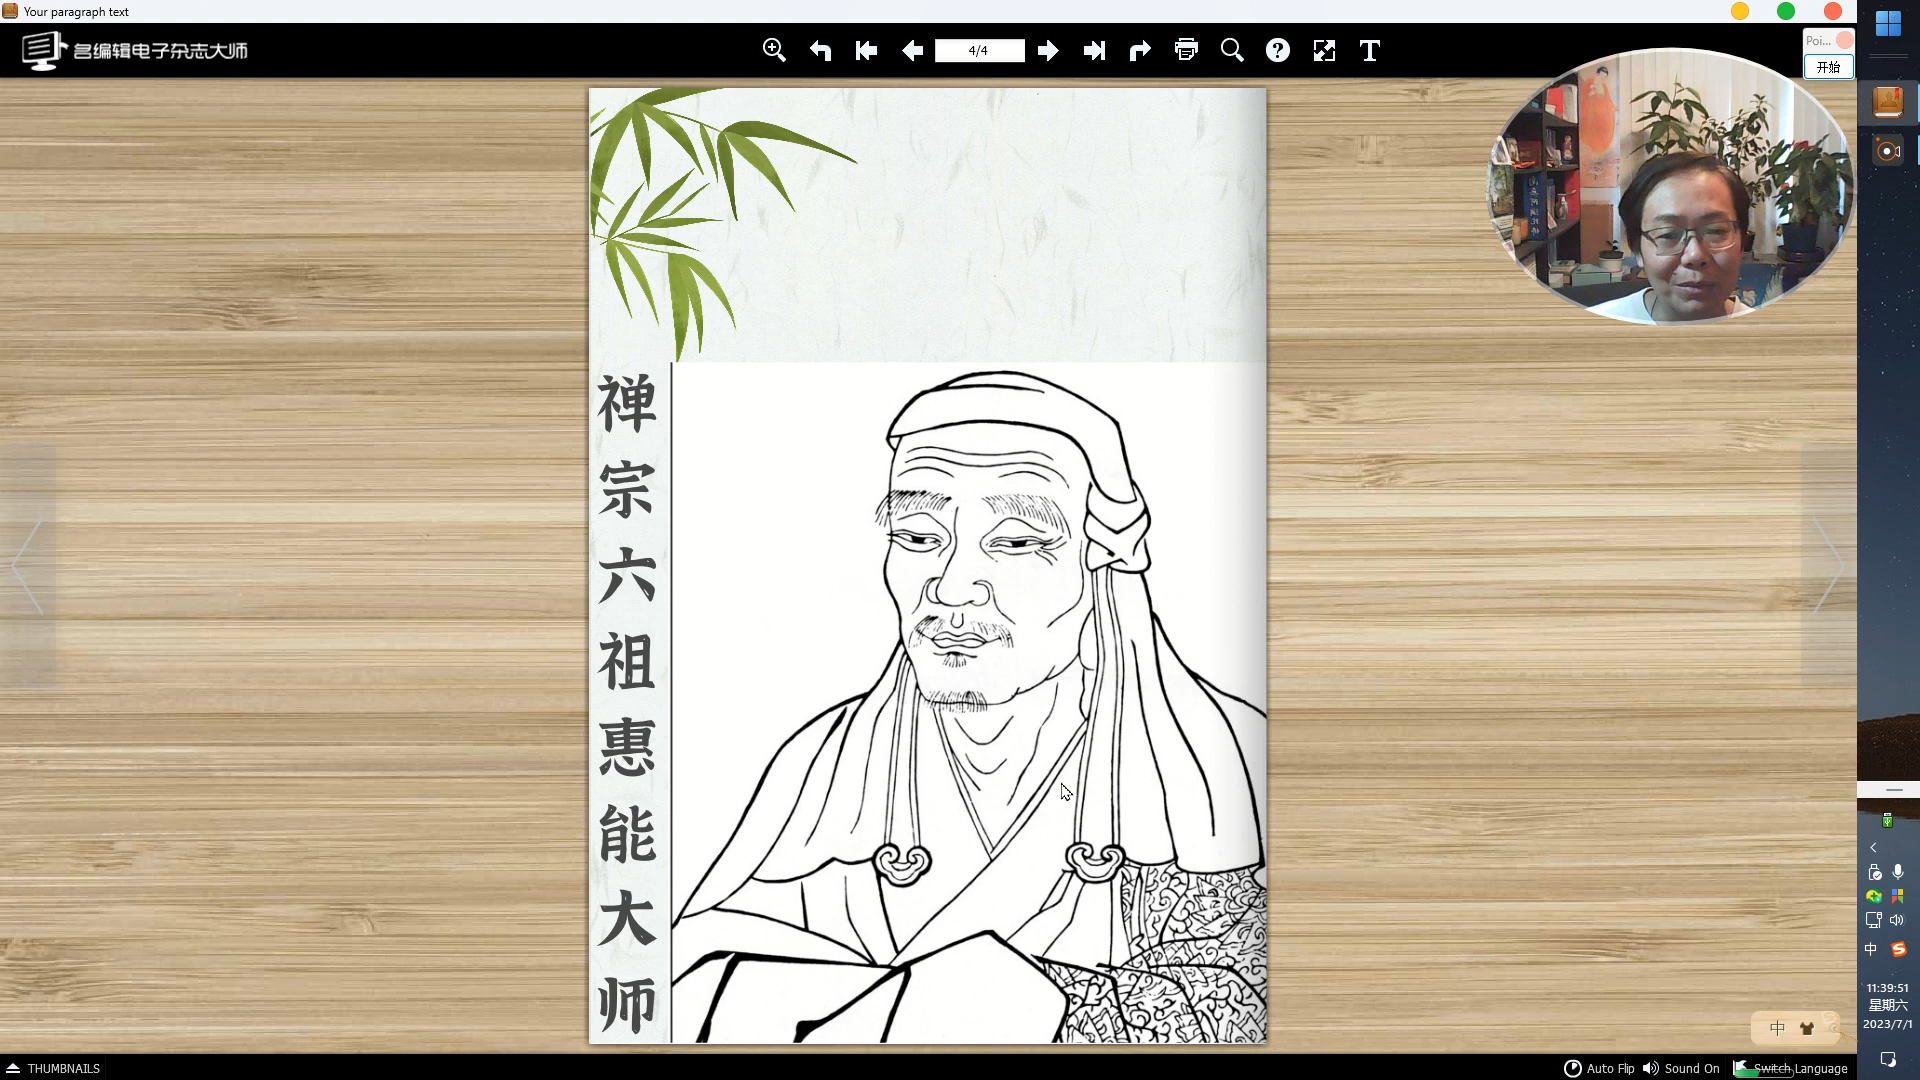 Your paragraph text
名编辑电子杂志大师
4/4
Poi...
开始
禅宗六祖惠能大师
中
中
11:39:51
星期六
2023/7/1
THUMBNAILS
Auto Flip
Sound On
Switch Language